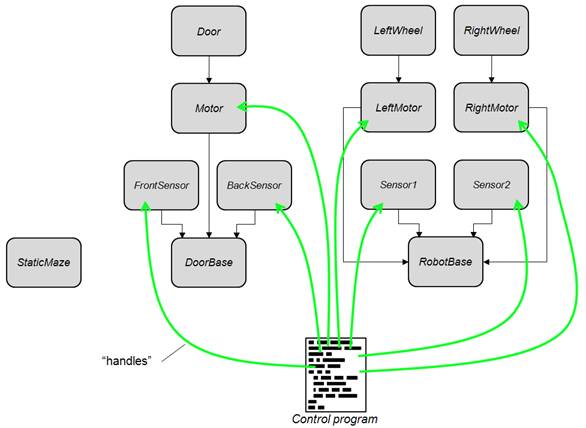 Door
LeftWheel
RightWheel
Motor
LeftMotor
RightMotor
FrontSensor
BackSensor
Sensor1
Sensor2
StaticMaze
DoorBase
RobotBase
“handles”
Control program